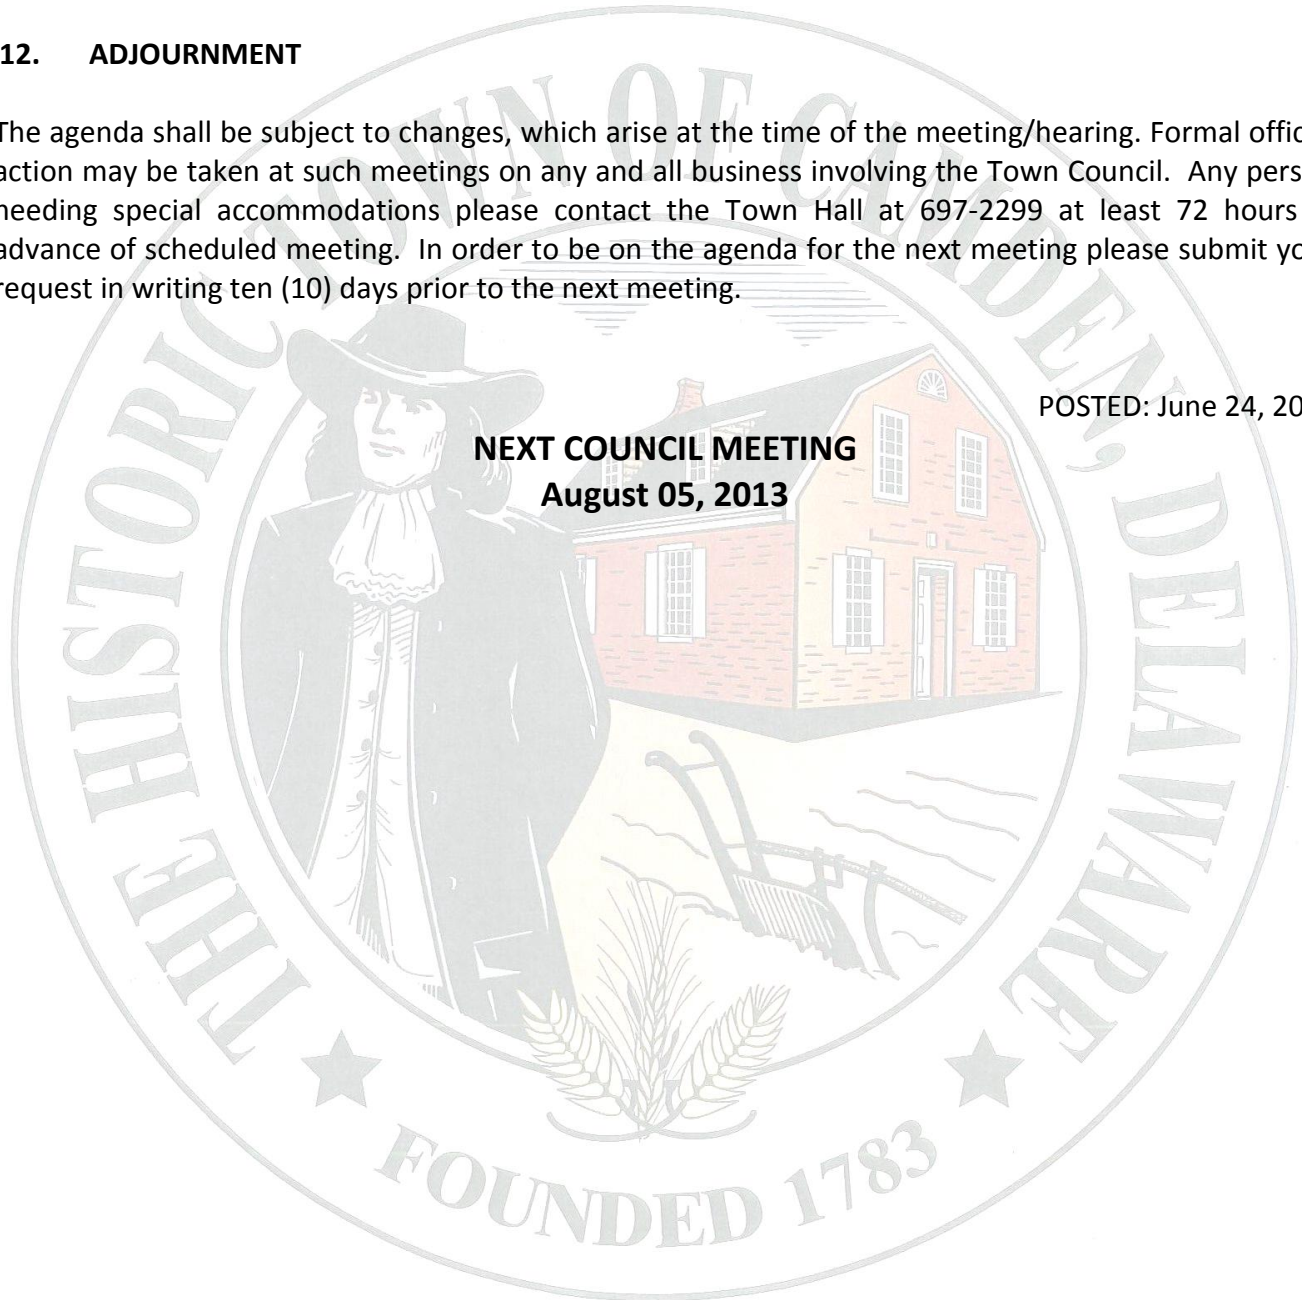 12. ADJOURNMENT
The agenda shall be subject to changes, which arise at the time of the meeting/hearing. Formal offic
action may be taken at such meetings on any and all business involving the Town Council. Any pers
needing special accommodations please contact the Town Hall at 697-2299 at least 72 hours
advance of scheduled meeting. In order to be on the agenda for the next meeting please submit yo
request in writing ten (10) days prior to the next meeting.
POSTED: June 24, 20
NEXT COUNCIL MEETING
August 05, 2013
THE HISTORIC TOWN OF CAMDEN, DELAWARE
FOUNDED 1783